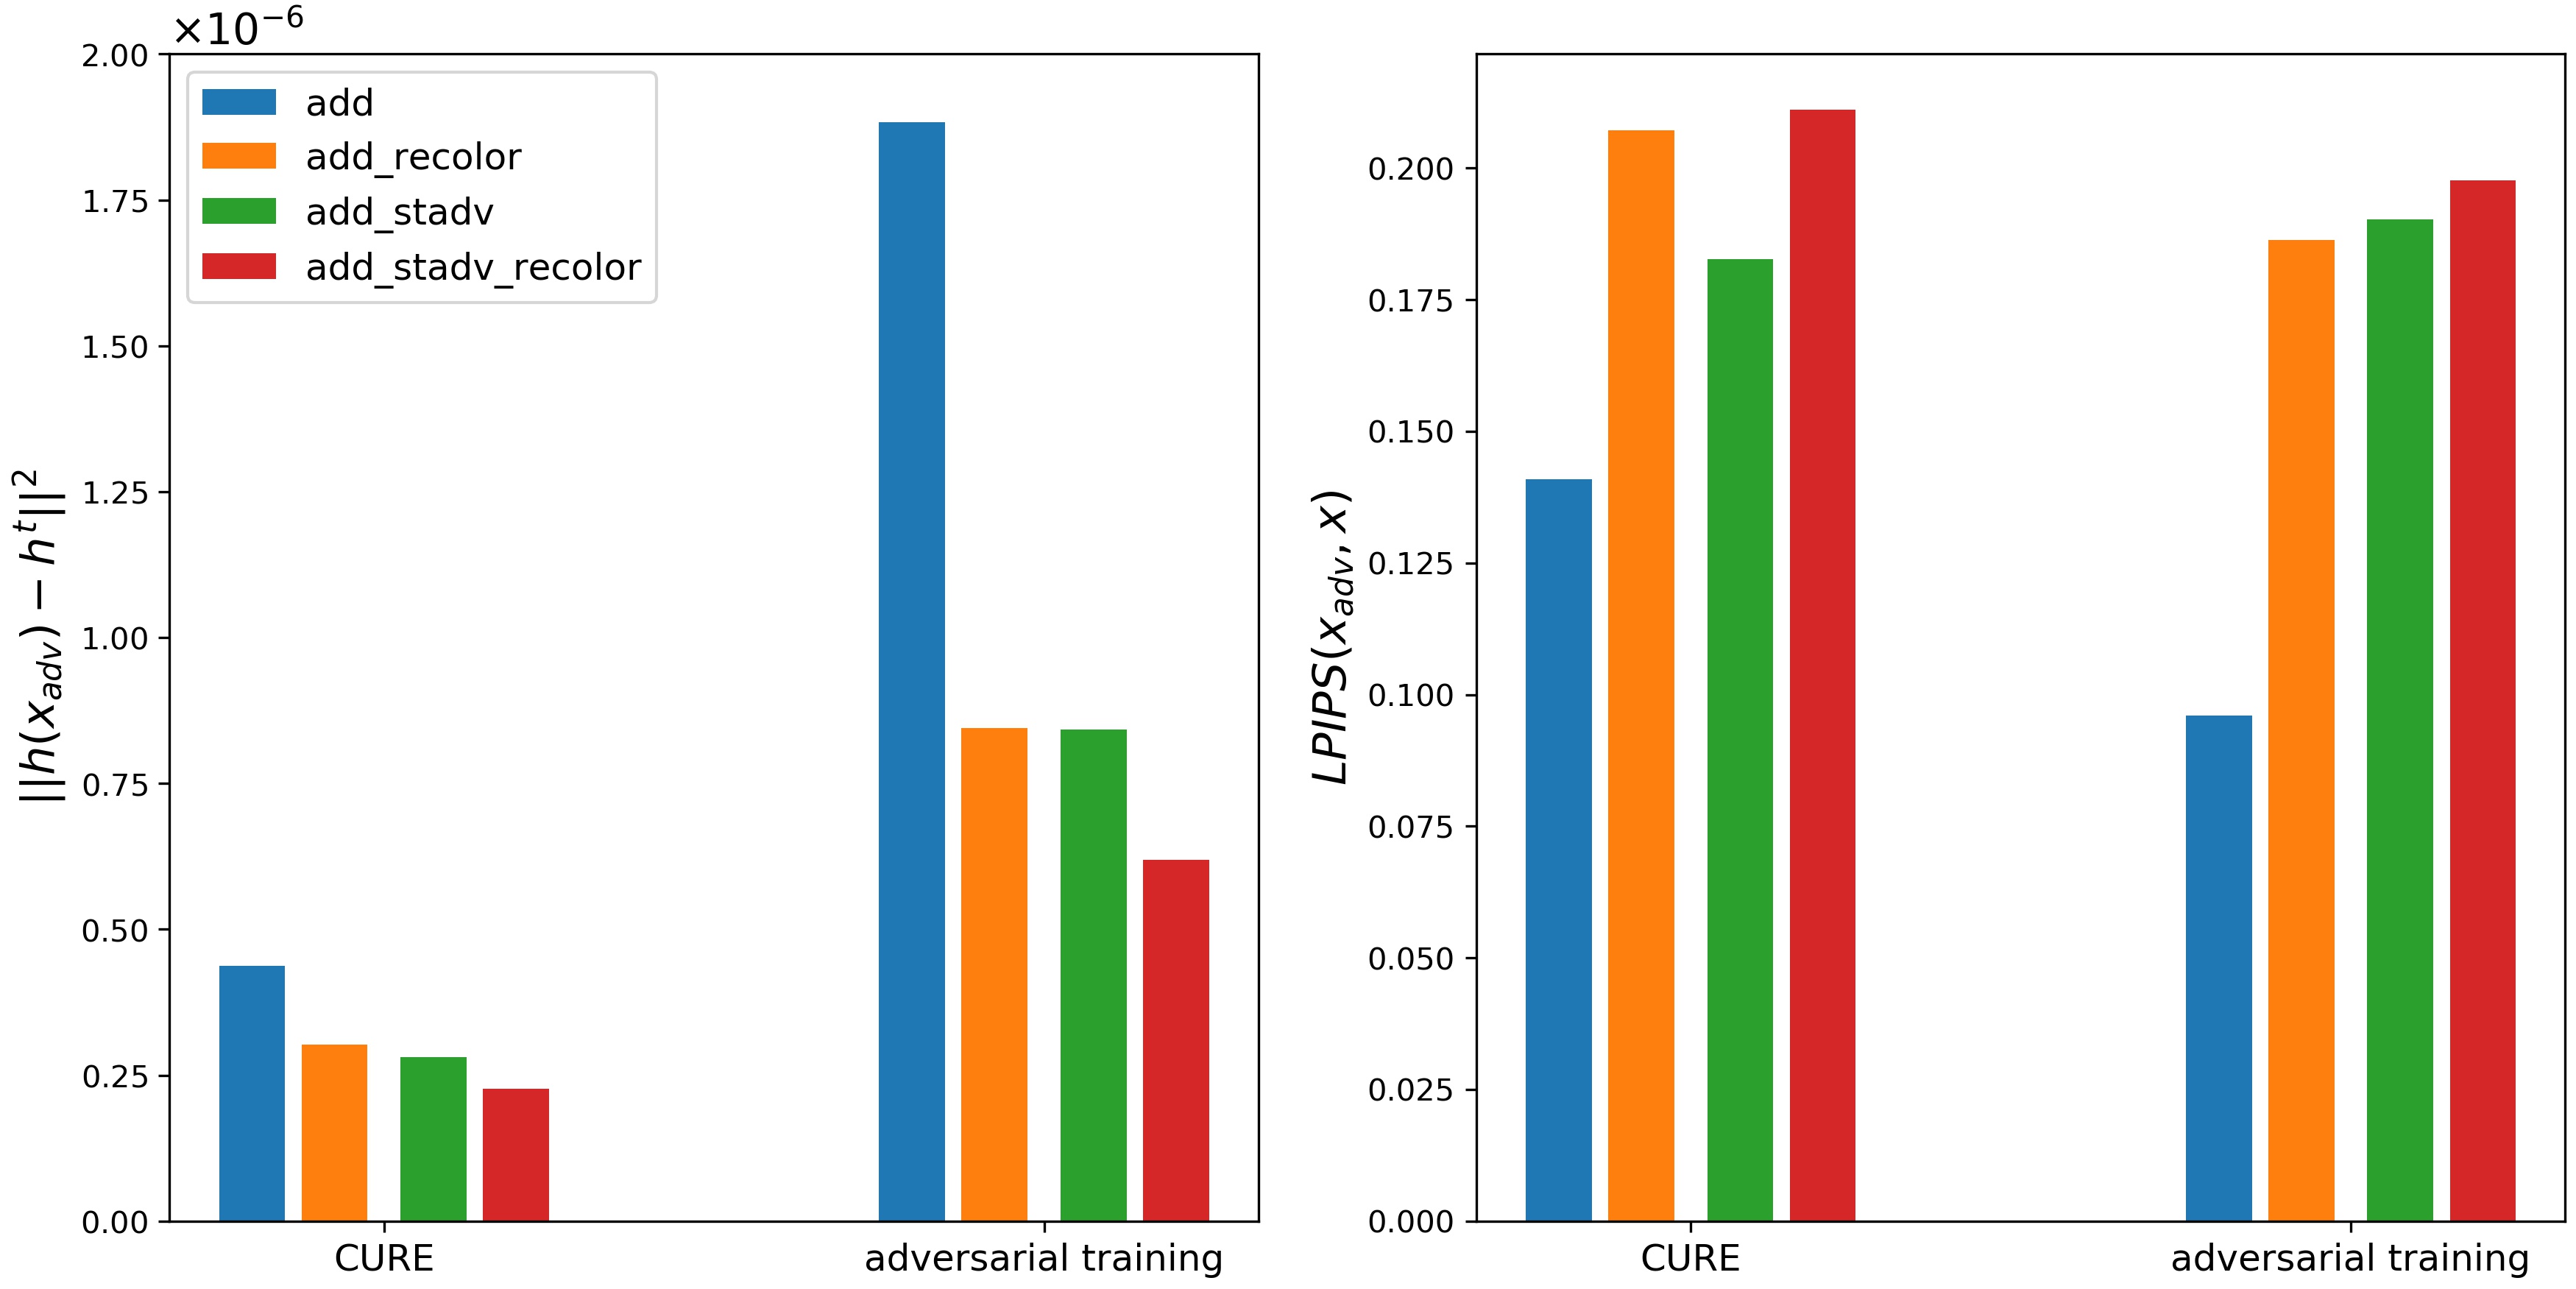 ×10⁻⁶
2.00
1.75
1.50
1.25
1.00
0.75
0.50
0.25
0.00
||h(x_adv) − h^t||²
add
add_recolor
add_stadv
add_stadv_recolor
CURE
adversarial training
0.200
0.175
0.150
0.125
0.100
0.075
0.050
0.025
0.000
LPIPS(x_adv, x)
CURE
adversarial training